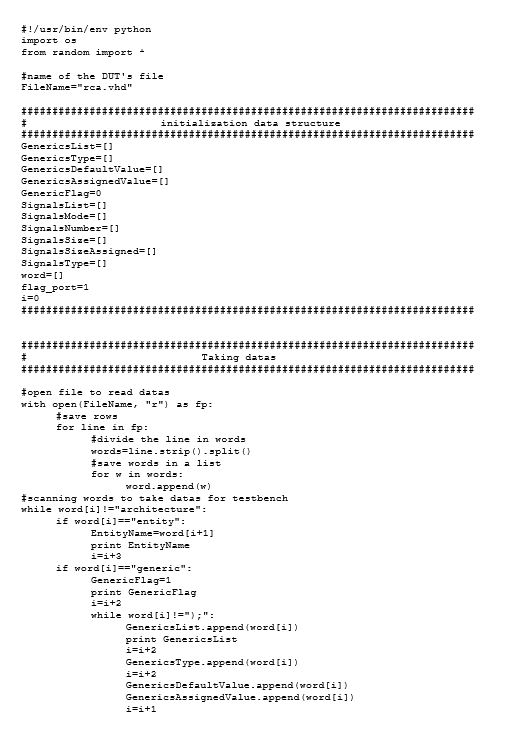 #!/usr/bin/env python
import os
from random import *
#name of the DUT's file
FileName="rca.vhd"
#########################################################################
# initialization data structure
#########################################################################
GenericsList=[]
GenericsType=[]
GenericsDefaultValue=[]
GenericsAssignedValue=[]
GenericFlag=0
SignalsList=[]
SignalsMode=[]
SignalsNumber=[]
SignalsSize=[]
SignalsSizeAssigned=[]
SignalsType=[]
word=[]
flag_port=1
i=0
#########################################################################
#########################################################################
# Taking datas
#########################################################################
#open file to read datas
with open(FileName, "r") as fp:
#save rows
for line in fp:
#divide the line in words
words=line.strip().split()
#save words in a list
for w in words:
word.append(w)
#scanning words to take datas for testbench
while word[i]!="architecture":
if word[i]=="entity":
EntityName=word[i+1]
print EntityName
i=i+3
if word[i]=="generic":
GenericFlag=1
print GenericFlag
i=i+2
while word[i]!=");":
GenericsList.append(word[i])
print GenericsList
i=i+2
GenericsType.append(word[i])
i=i+2
GenericsDefaultValue.append(word[i])
GenericsAssignedValue.append(word[i])
i=i+1